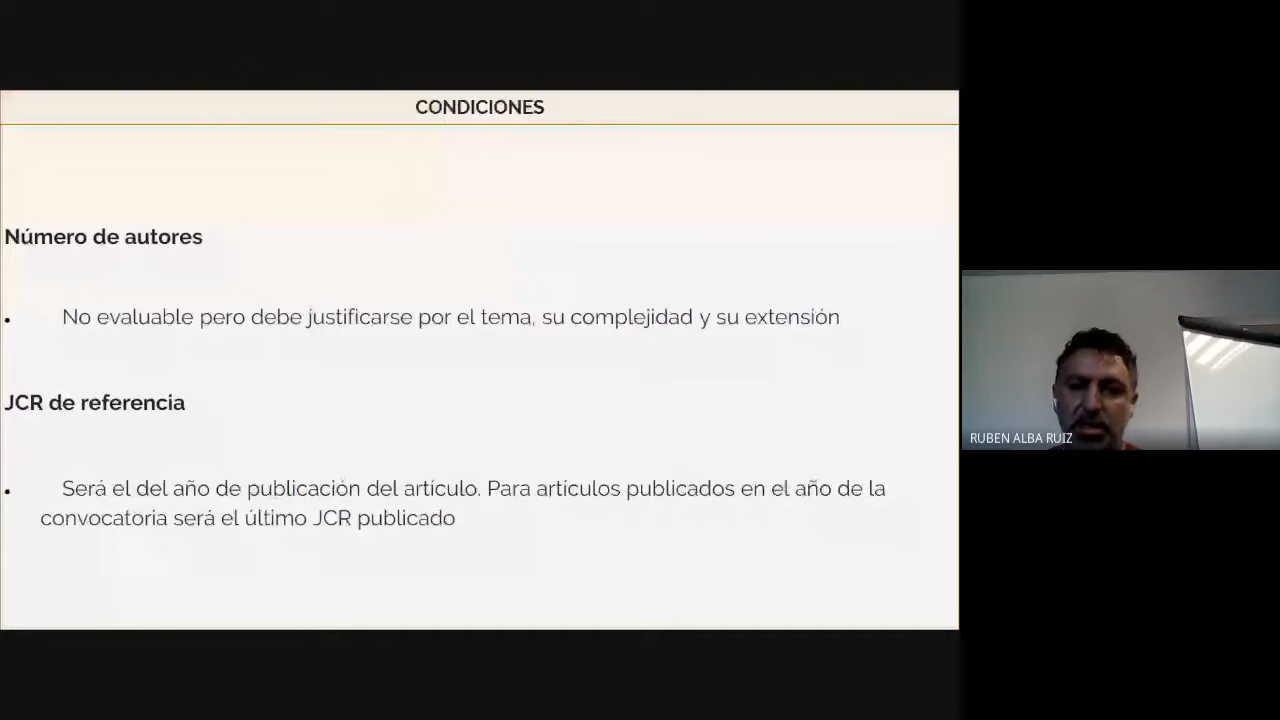 CONDICIONES
Número de autores
• No evaluable pero debe justificarse por el tema, su complejidad y su extensión
JCR de referencia
• Será el del año de publicación del artículo. Para artículos publicados en el año de la
convocatoria será el último JCR publicado
RUBEN ALBA RUIZ